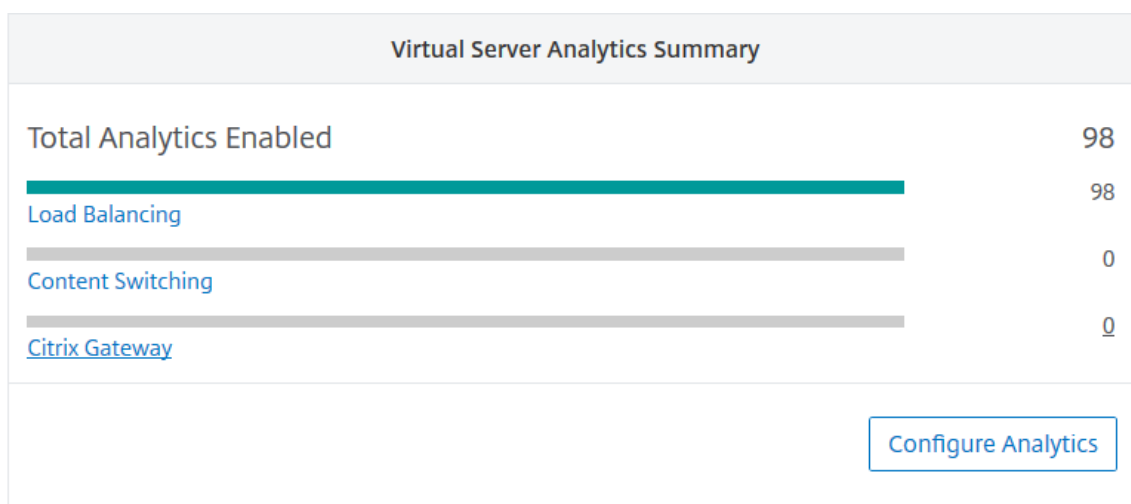 Virtual Server Analytics Summary
Total Analytics Enabled 98
98
Load Balancing
0
Content Switching
0
Citrix Gateway
Configure Analytics